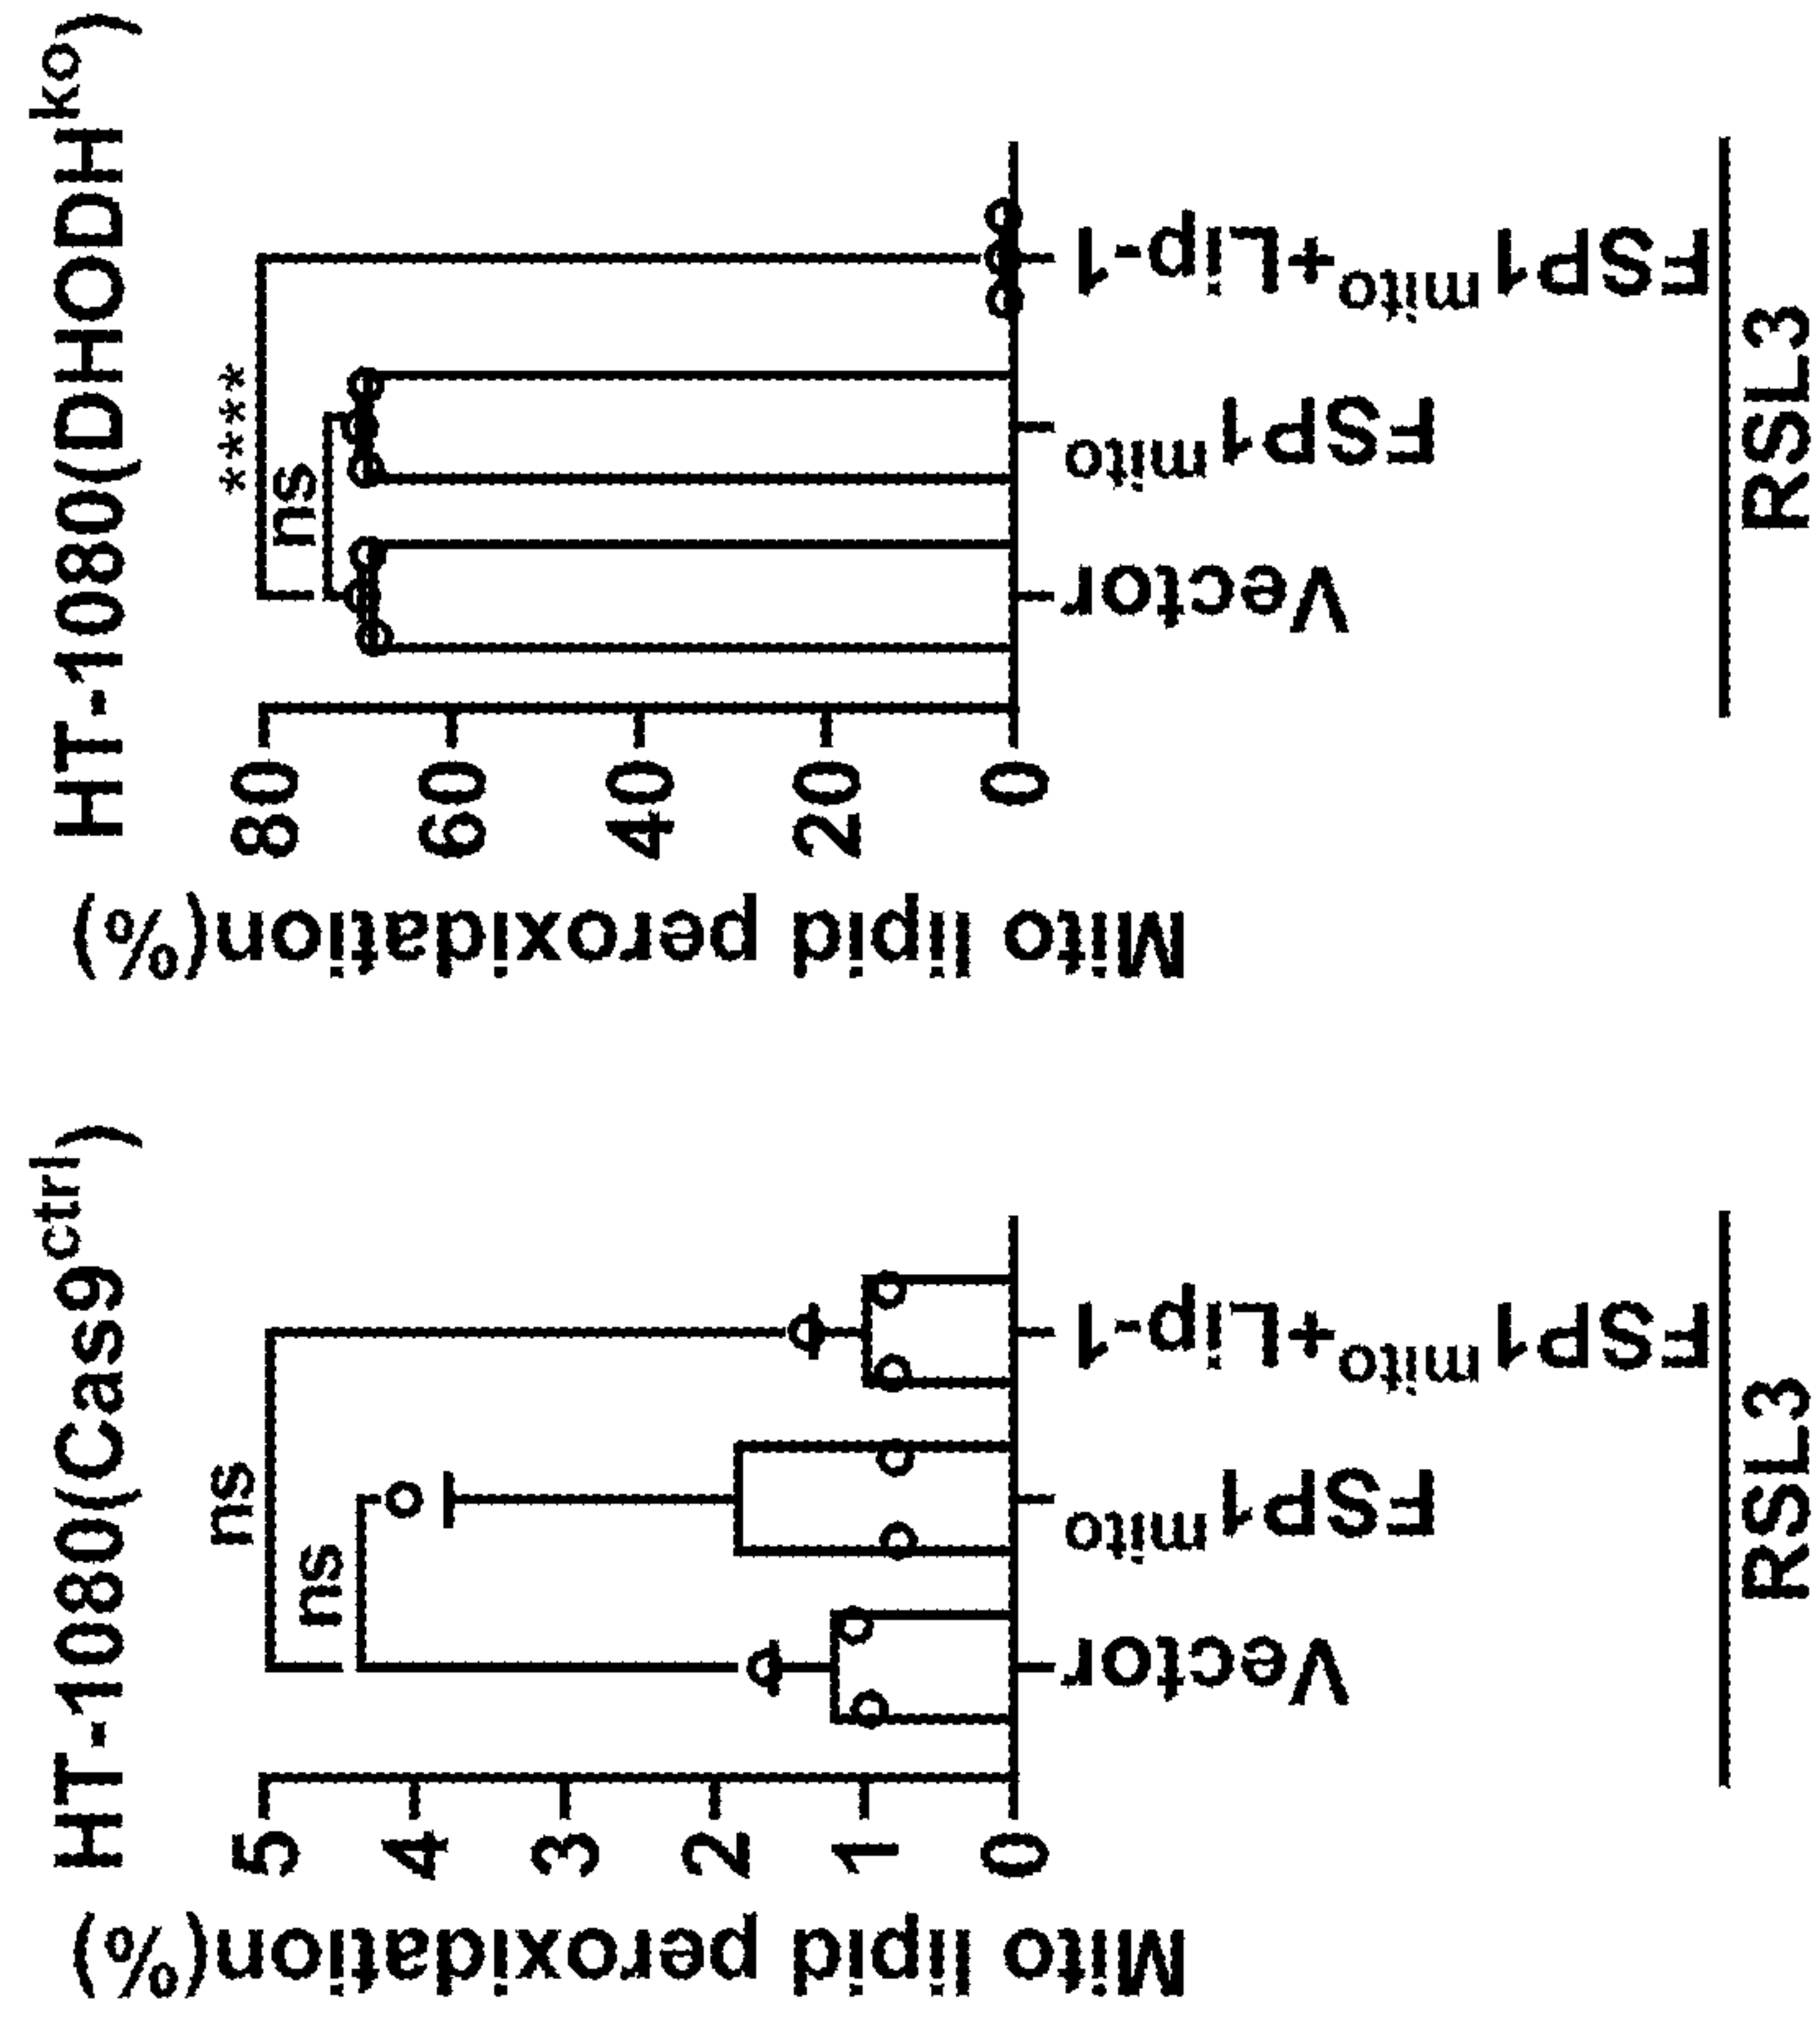 HT-1080(Cas9ctrl)
Mito lipid peroxidation(%)
5
4
3
2
1
0
ns
ns
Vector
FSP1mito
FSP1mito+Lip-1
RSL3
HT-1080(DHODHko)
Mito lipid peroxidation(%)
80
60
40
20
0
****
ns
Vector
FSP1mito
FSP1mito+Lip-1
RSL3